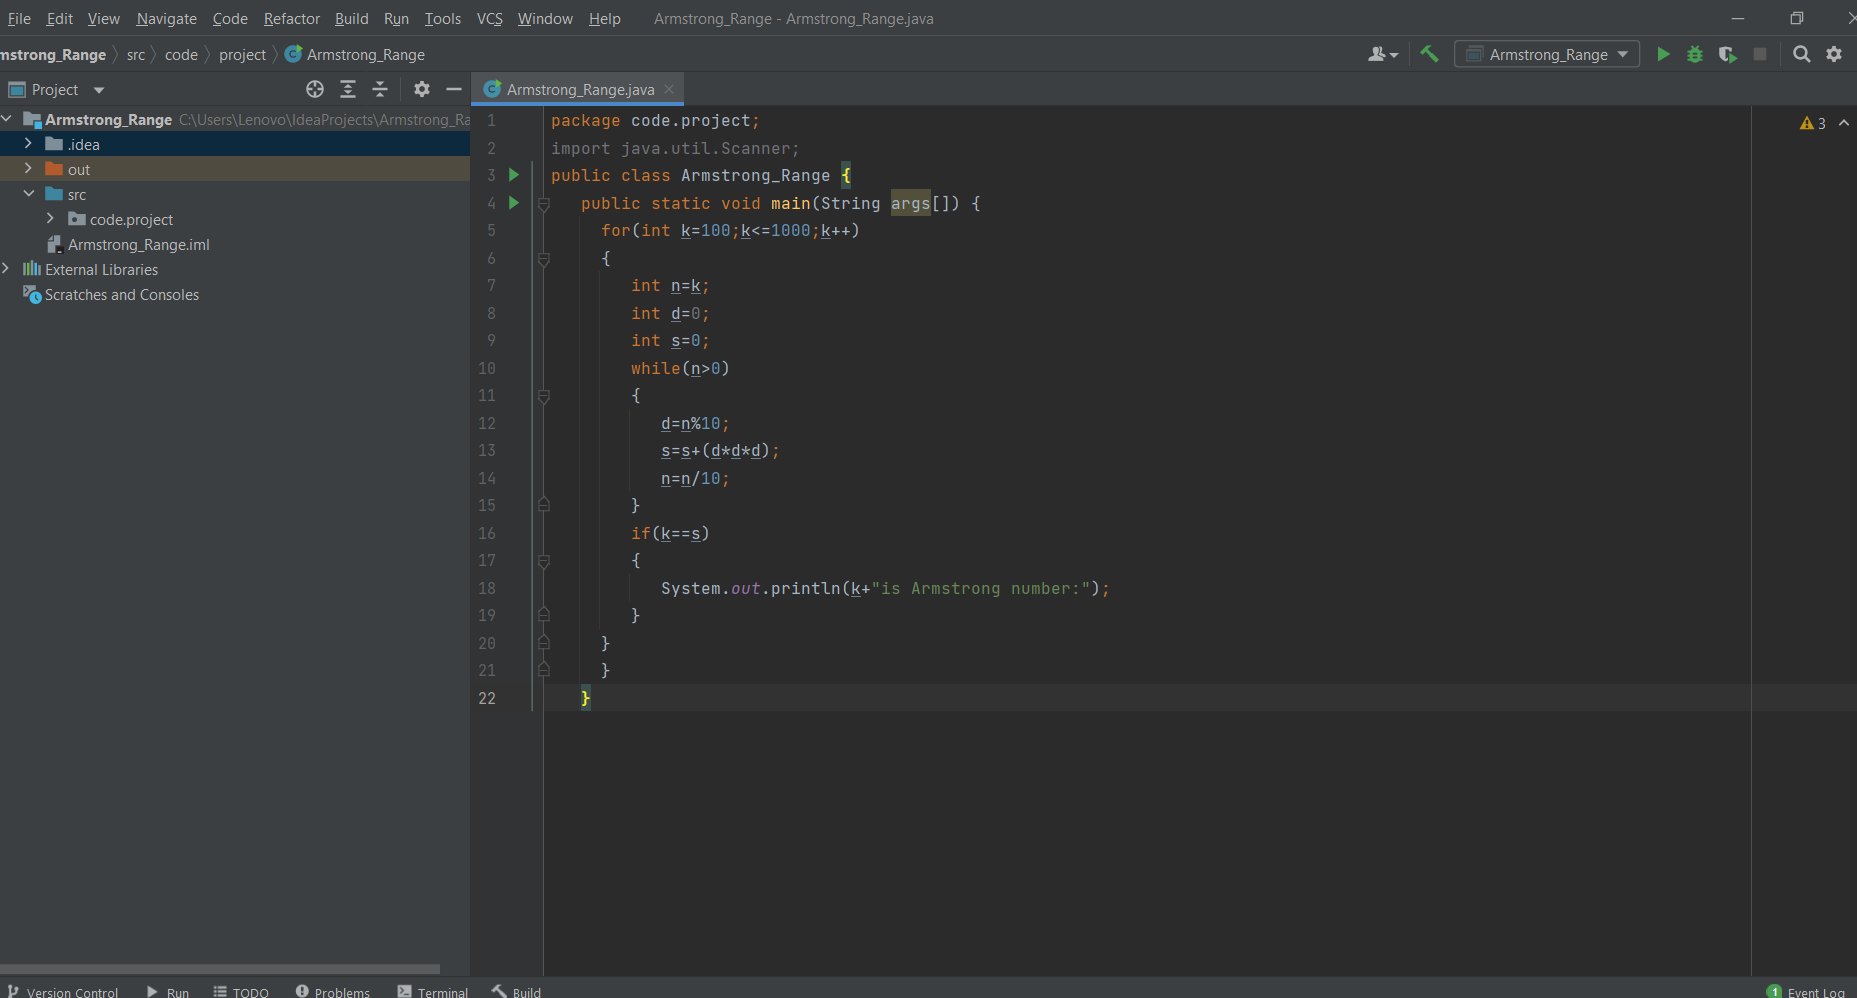 File Edit View Navigate Code Refactor Build Run Tools VCS Window Help Armstrong_Range - Armstrong_Range.java
mstrong_Range src code project Armstrong_Range Armstrong_Range
Project Armstrong_Range.java
Armstrong_Range C:\Users\Lenovo\IdeaProjects\Armstrong_Ra
.idea
out
src
code.project
Armstrong_Range.iml
External Libraries
Scratches and Consoles
1 package code.project;
2 import java.util.Scanner;
3 public class Armstrong_Range {
4 public static void main(String args[]) {
5 for(int k=100;k<=1000;k++)
6 {
7 int n=k;
8 int d=0;
9 int s=0;
10 while(n>0)
11 {
12 d=n%10;
13 s=s+(d*d*d);
14 n=n/10;
15 }
16 if(k==s)
17 {
18 System.out.println(k+"is Armstrong number:");
19 }
20 }
21 }
22 }
3
Version Control Run TODO Problems Terminal Build 1 Event Log